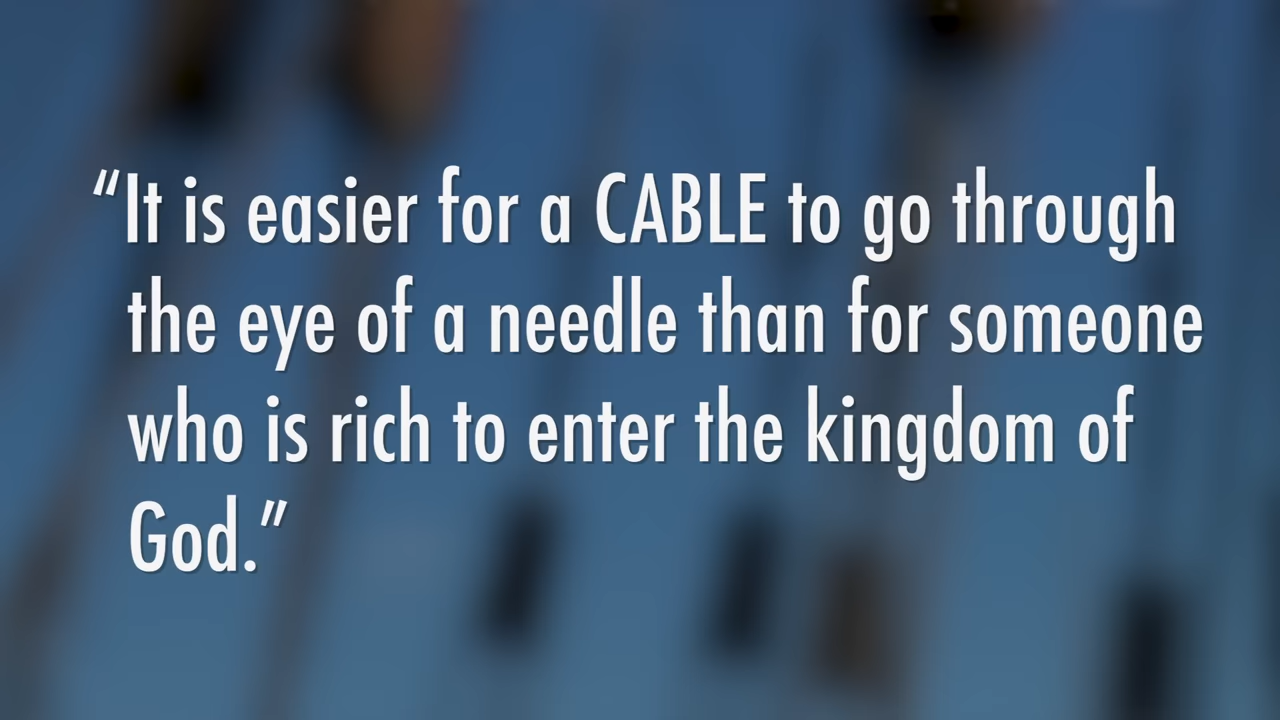 “It is easier for a CABLE to go through
the eye of a needle than for someone
who is rich to enter the kingdom of
God.”